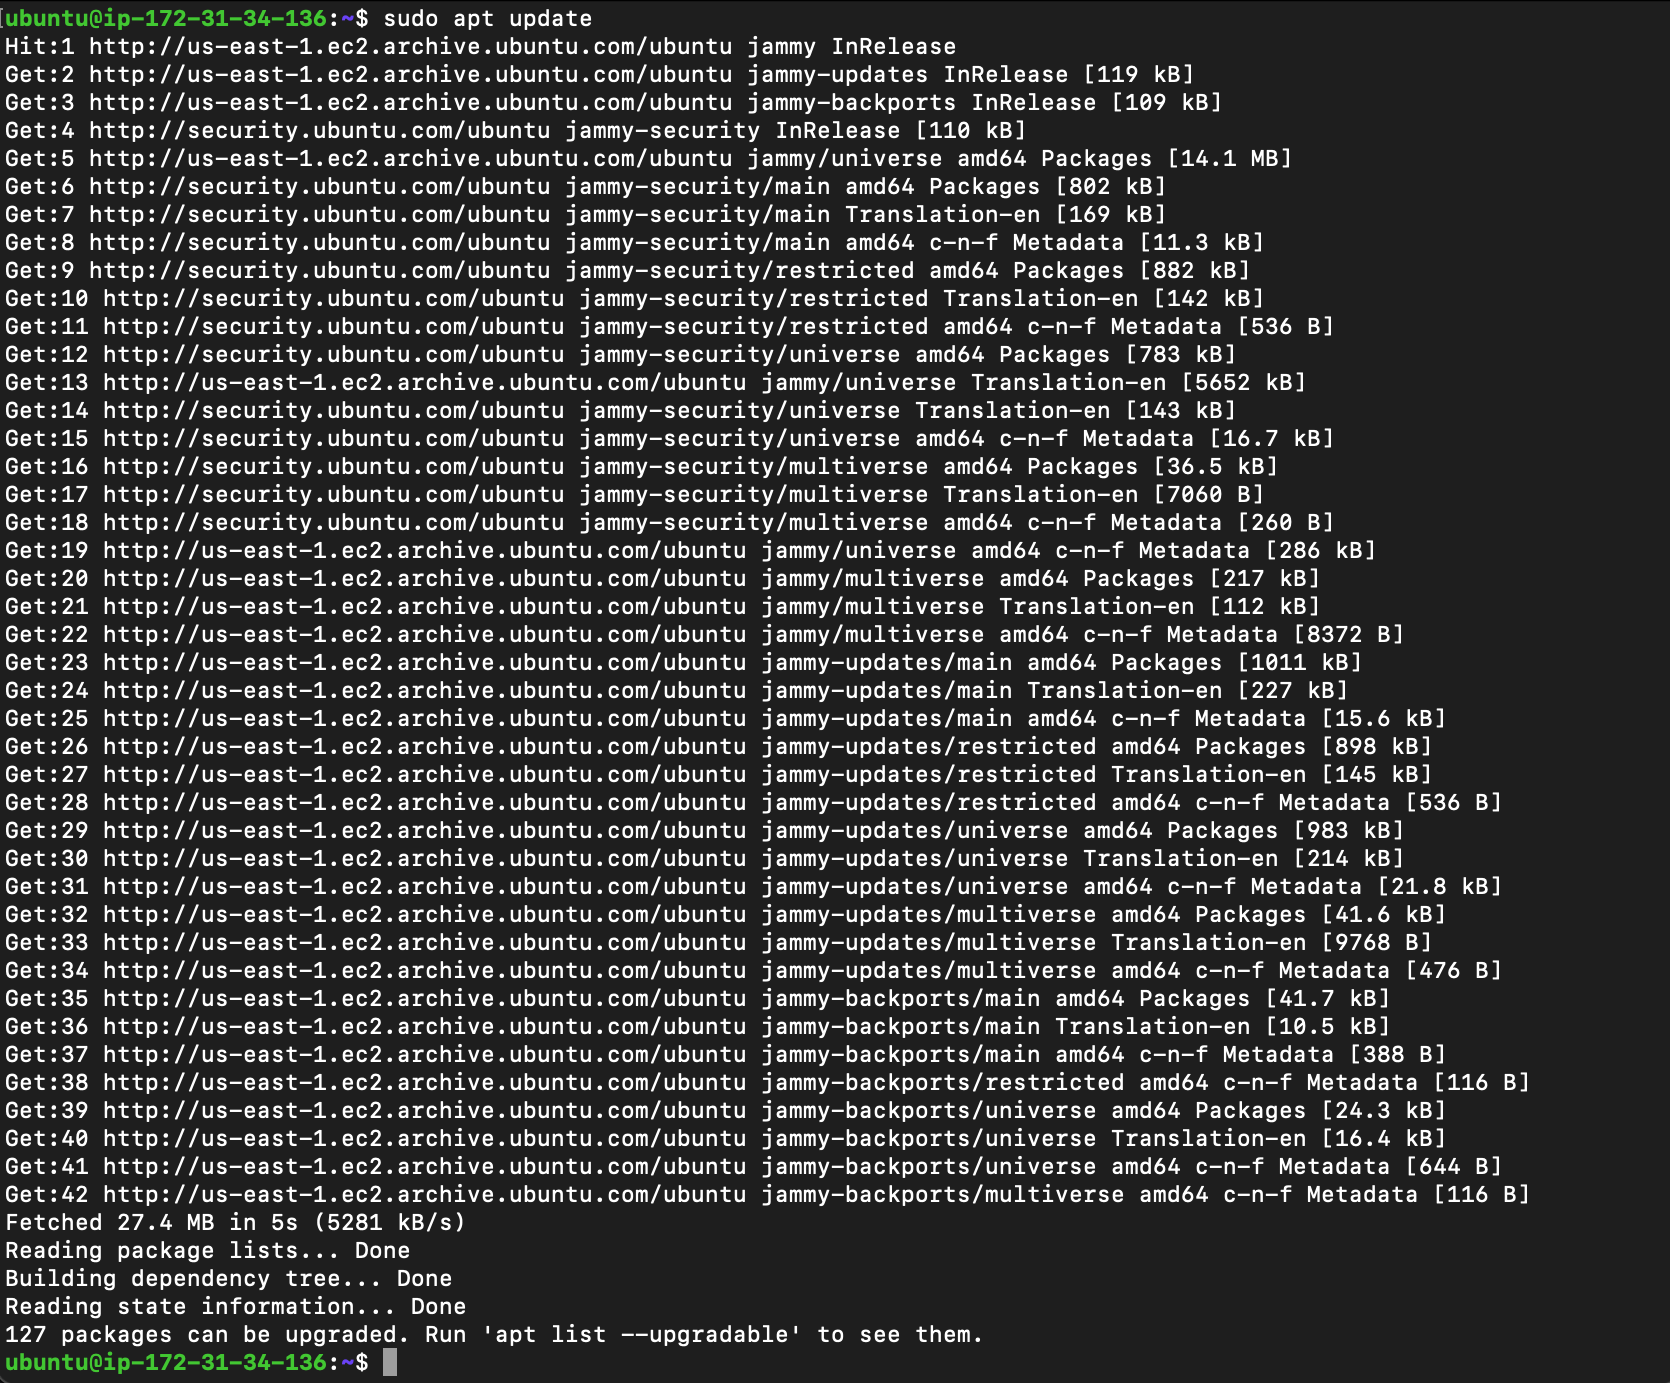 ubuntu@ip-172-31-34-136:~$ sudo apt update
Hit:1 http://us-east-1.ec2.archive.ubuntu.com/ubuntu jammy InRelease
Get:2 http://us-east-1.ec2.archive.ubuntu.com/ubuntu jammy-updates InRelease [119 kB]
Get:3 http://us-east-1.ec2.archive.ubuntu.com/ubuntu jammy-backports InRelease [109 kB]
Get:4 http://security.ubuntu.com/ubuntu jammy-security InRelease [110 kB]
Get:5 http://us-east-1.ec2.archive.ubuntu.com/ubuntu jammy/universe amd64 Packages [14.1 MB]
Get:6 http://security.ubuntu.com/ubuntu jammy-security/main amd64 Packages [802 kB]
Get:7 http://security.ubuntu.com/ubuntu jammy-security/main Translation-en [169 kB]
Get:8 http://security.ubuntu.com/ubuntu jammy-security/main amd64 c-n-f Metadata [11.3 kB]
Get:9 http://security.ubuntu.com/ubuntu jammy-security/restricted amd64 Packages [882 kB]
Get:10 http://security.ubuntu.com/ubuntu jammy-security/restricted Translation-en [142 kB]
Get:11 http://security.ubuntu.com/ubuntu jammy-security/restricted amd64 c-n-f Metadata [536 B]
Get:12 http://security.ubuntu.com/ubuntu jammy-security/universe amd64 Packages [783 kB]
Get:13 http://us-east-1.ec2.archive.ubuntu.com/ubuntu jammy/universe Translation-en [5652 kB]
Get:14 http://security.ubuntu.com/ubuntu jammy-security/universe Translation-en [143 kB]
Get:15 http://security.ubuntu.com/ubuntu jammy-security/universe amd64 c-n-f Metadata [16.7 kB]
Get:16 http://security.ubuntu.com/ubuntu jammy-security/multiverse amd64 Packages [36.5 kB]
Get:17 http://security.ubuntu.com/ubuntu jammy-security/multiverse Translation-en [7060 B]
Get:18 http://security.ubuntu.com/ubuntu jammy-security/multiverse amd64 c-n-f Metadata [260 B]
Get:19 http://us-east-1.ec2.archive.ubuntu.com/ubuntu jammy/universe amd64 c-n-f Metadata [286 kB]
Get:20 http://us-east-1.ec2.archive.ubuntu.com/ubuntu jammy/multiverse amd64 Packages [217 kB]
Get:21 http://us-east-1.ec2.archive.ubuntu.com/ubuntu jammy/multiverse Translation-en [112 kB]
Get:22 http://us-east-1.ec2.archive.ubuntu.com/ubuntu jammy/multiverse amd64 c-n-f Metadata [8372 B]
Get:23 http://us-east-1.ec2.archive.ubuntu.com/ubuntu jammy-updates/main amd64 Packages [1011 kB]
Get:24 http://us-east-1.ec2.archive.ubuntu.com/ubuntu jammy-updates/main Translation-en [227 kB]
Get:25 http://us-east-1.ec2.archive.ubuntu.com/ubuntu jammy-updates/main amd64 c-n-f Metadata [15.6 kB]
Get:26 http://us-east-1.ec2.archive.ubuntu.com/ubuntu jammy-updates/restricted amd64 Packages [898 kB]
Get:27 http://us-east-1.ec2.archive.ubuntu.com/ubuntu jammy-updates/restricted Translation-en [145 kB]
Get:28 http://us-east-1.ec2.archive.ubuntu.com/ubuntu jammy-updates/restricted amd64 c-n-f Metadata [536 B]
Get:29 http://us-east-1.ec2.archive.ubuntu.com/ubuntu jammy-updates/universe amd64 Packages [983 kB]
Get:30 http://us-east-1.ec2.archive.ubuntu.com/ubuntu jammy-updates/universe Translation-en [214 kB]
Get:31 http://us-east-1.ec2.archive.ubuntu.com/ubuntu jammy-updates/universe amd64 c-n-f Metadata [21.8 kB]
Get:32 http://us-east-1.ec2.archive.ubuntu.com/ubuntu jammy-updates/multiverse amd64 Packages [41.6 kB]
Get:33 http://us-east-1.ec2.archive.ubuntu.com/ubuntu jammy-updates/multiverse Translation-en [9768 B]
Get:34 http://us-east-1.ec2.archive.ubuntu.com/ubuntu jammy-updates/multiverse amd64 c-n-f Metadata [476 B]
Get:35 http://us-east-1.ec2.archive.ubuntu.com/ubuntu jammy-backports/main amd64 Packages [41.7 kB]
Get:36 http://us-east-1.ec2.archive.ubuntu.com/ubuntu jammy-backports/main Translation-en [10.5 kB]
Get:37 http://us-east-1.ec2.archive.ubuntu.com/ubuntu jammy-backports/main amd64 c-n-f Metadata [388 B]
Get:38 http://us-east-1.ec2.archive.ubuntu.com/ubuntu jammy-backports/restricted amd64 c-n-f Metadata [116 B]
Get:39 http://us-east-1.ec2.archive.ubuntu.com/ubuntu jammy-backports/universe amd64 Packages [24.3 kB]
Get:40 http://us-east-1.ec2.archive.ubuntu.com/ubuntu jammy-backports/universe Translation-en [16.4 kB]
Get:41 http://us-east-1.ec2.archive.ubuntu.com/ubuntu jammy-backports/universe amd64 c-n-f Metadata [644 B]
Get:42 http://us-east-1.ec2.archive.ubuntu.com/ubuntu jammy-backports/multiverse amd64 c-n-f Metadata [116 B]
Fetched 27.4 MB in 5s (5281 kB/s)
Reading package lists... Done
Building dependency tree... Done
Reading state information... Done
127 packages can be upgraded. Run 'apt list --upgradable' to see them.
ubuntu@ip-172-31-34-136:~$